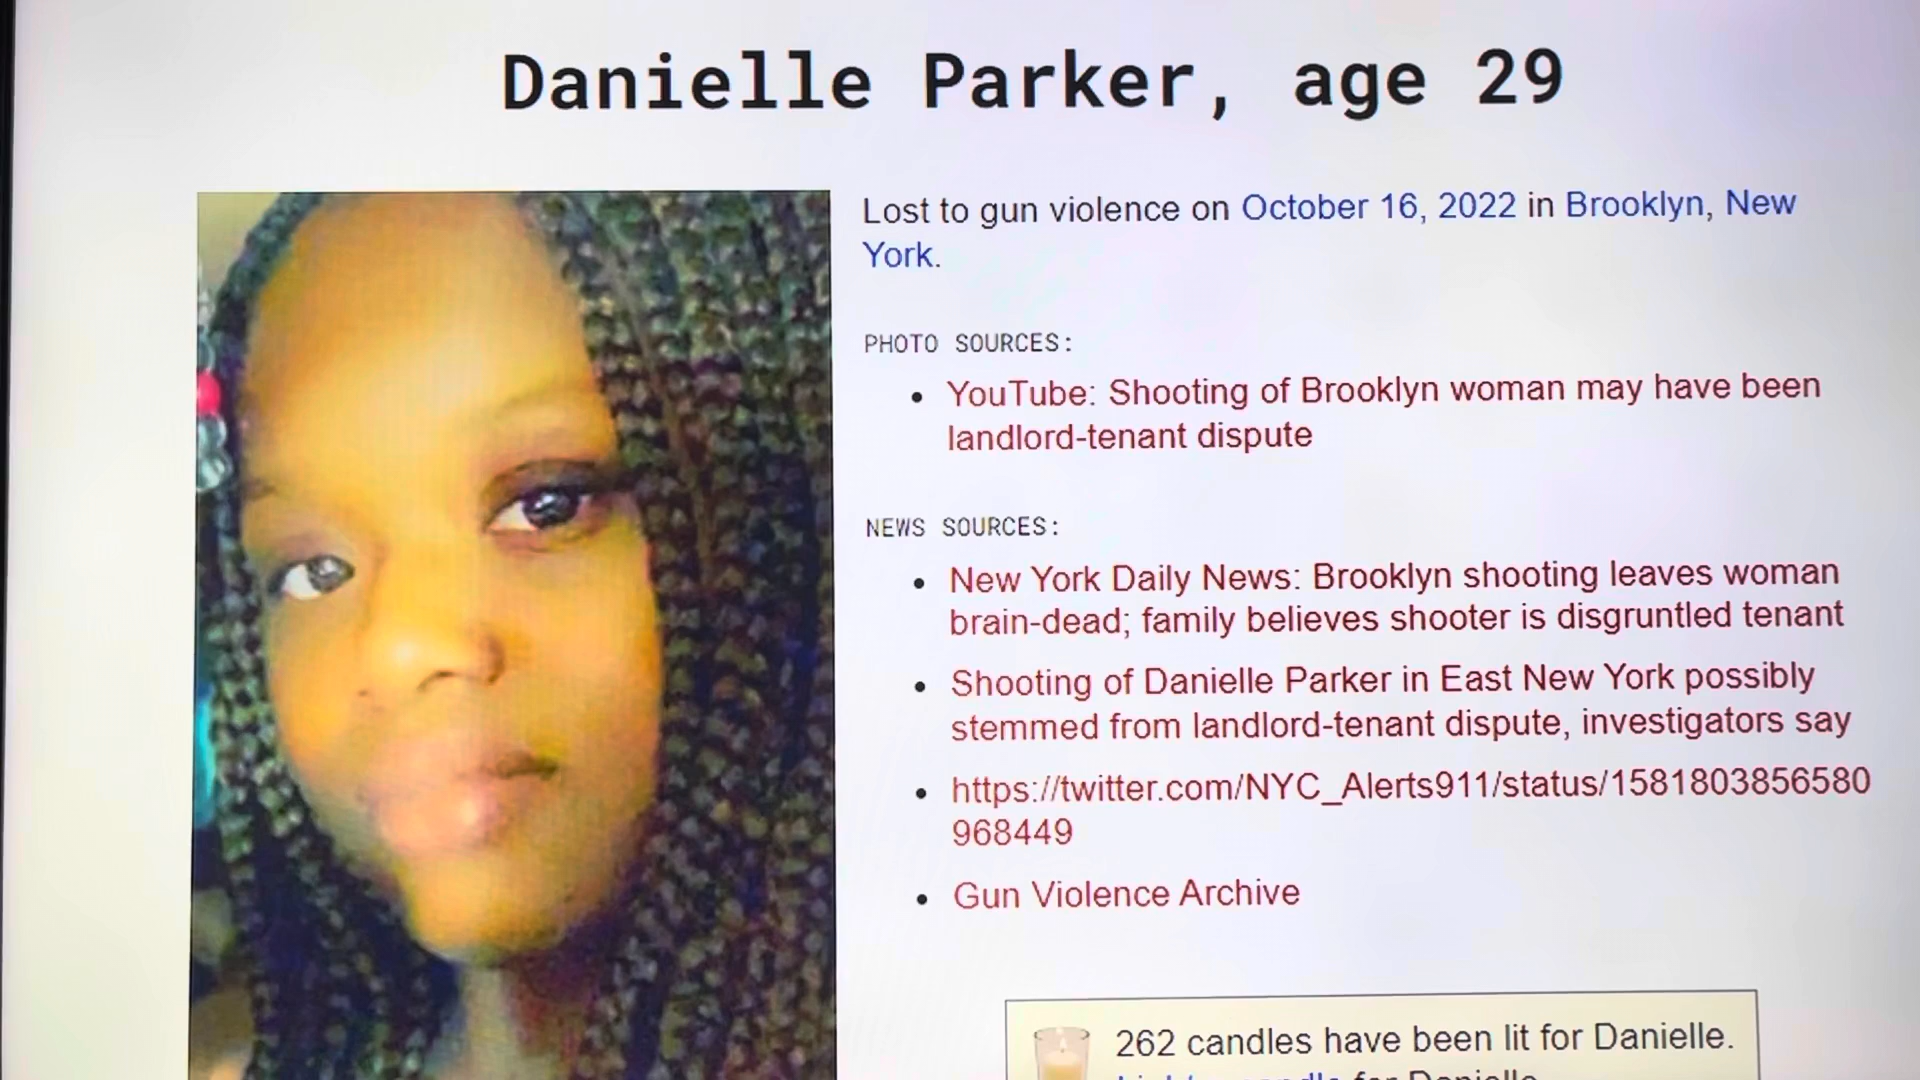 Danielle Parker, age 29
Lost to gun violence on October 16, 2022 in Brooklyn, New
York.
PHOTO SOURCES:
• YouTube: Shooting of Brooklyn woman may have been
landlord-tenant dispute
NEWS SOURCES:
• New York Daily News: Brooklyn shooting leaves woman
brain-dead; family believes shooter is disgruntled tenant
• Shooting of Danielle Parker in East New York possibly
stemmed from landlord-tenant dispute, investigators say
• https://twitter.com/NYC_Alerts911/status/1581803856580
968449
• Gun Violence Archive
262 candles have been lit for Danielle.
Light a candle for Danielle.